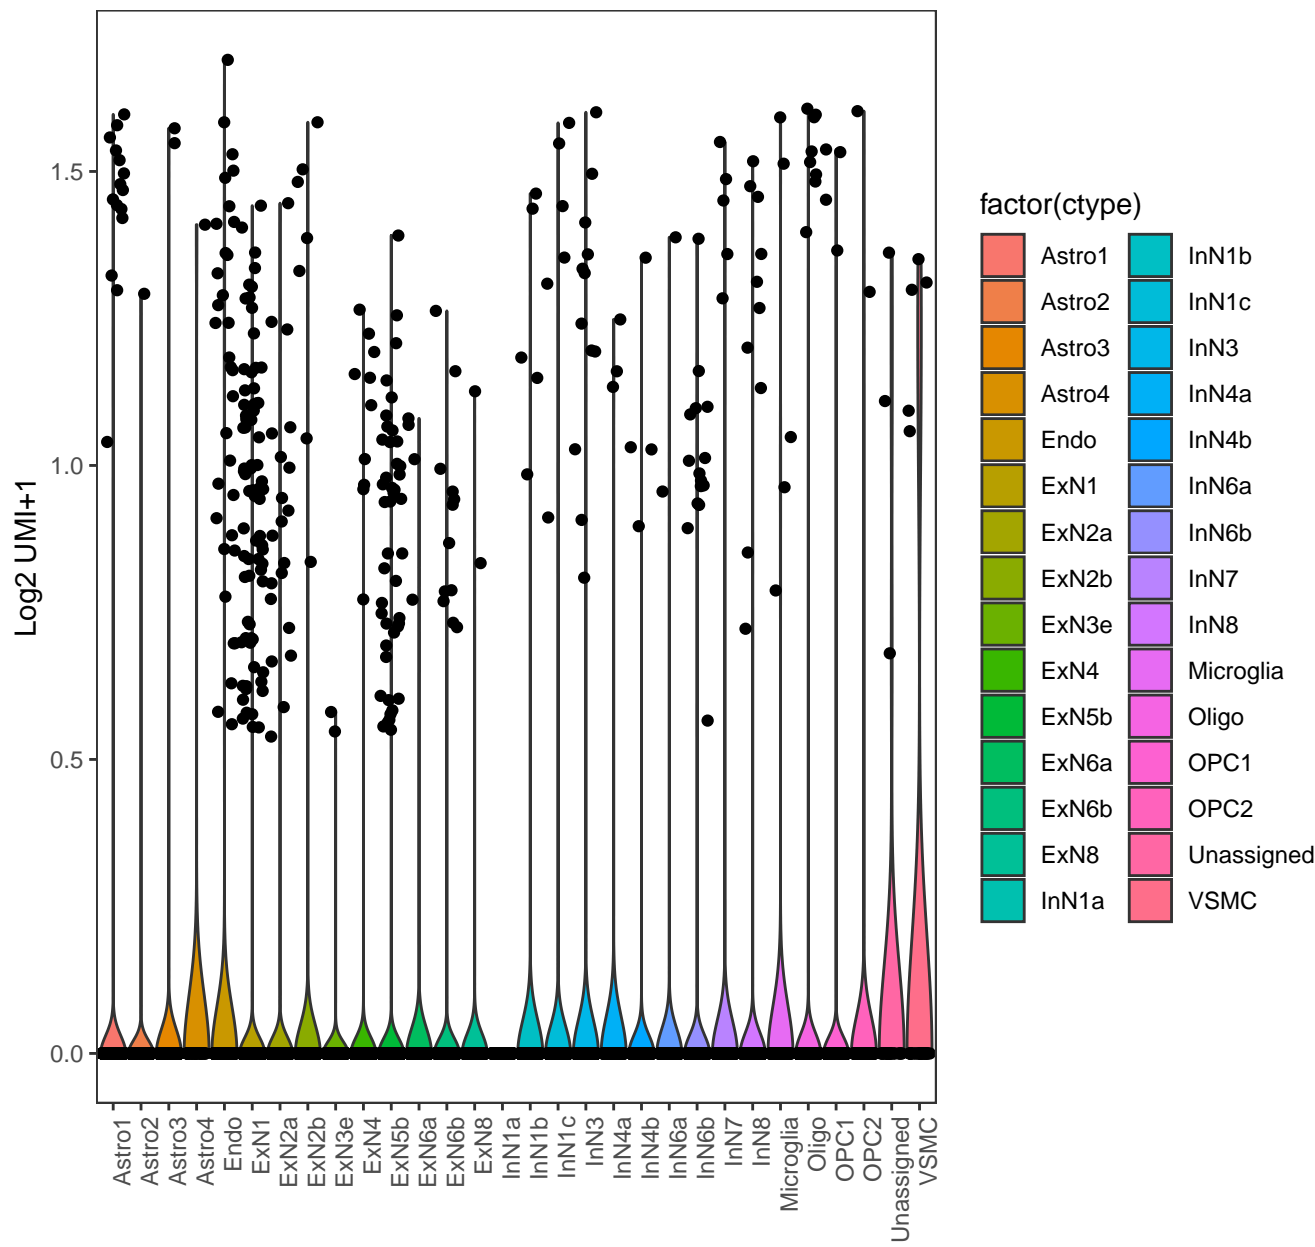 Log2 UMI+1
1.5
1.0
0.5
0.0
Astro1
Astro2
Astro3
Astro4
Endo
ExN1
ExN2a
ExN2b
ExN3e
ExN4
ExN5b
ExN6a
ExN6b
ExN8
InN1a
InN1b
InN1c
InN3
InN4a
InN4b
InN6a
InN6b
InN7
InN8
Microglia
Oligo
OPC1
OPC2
Unassigned
VSMC
factor(ctype)
Astro1
Astro2
Astro3
Astro4
Endo
ExN1
ExN2a
ExN2b
ExN3e
ExN4
ExN5b
ExN6a
ExN6b
ExN8
InN1a
InN1b
InN1c
InN3
InN4a
InN4b
InN6a
InN6b
InN7
InN8
Microglia
Oligo
OPC1
OPC2
Unassigned
VSMC